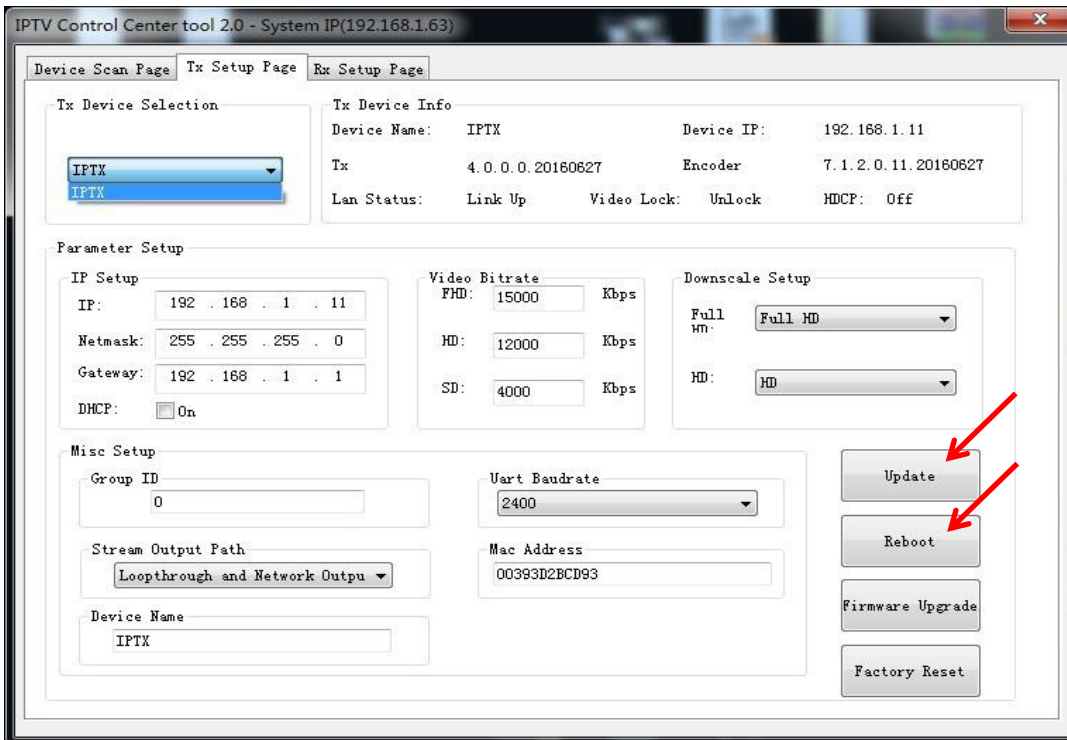 IPTV Control Center tool 2.0 - System IP(192.168.1.63)
Device Scan Page Tx Setup Page Rx Setup Page
Tx Device Selection
IPTX
IPTX
Tx Device Info
Device Name: IPTX Device IP: 192.168.1.11
Tx 4.0.0.0.20160627 Encoder 7.1.2.0.11.20160627
Lan Status: Link Up Video Lock: Unlock HDCP: Off
Parameter Setup
IP Setup
IP: 192 . 168 . 1 . 11
Netmask: 255 . 255 . 255 . 0
Gateway: 192 . 168 . 1 . 1
DHCP: On
Video Bitrate
FHD: 15000 Kbps
HD: 12000 Kbps
SD: 4000 Kbps
Downscale Setup
Full HD: Full HD
HD: HD
Misc Setup
Group ID
0
Uart Baudrate
2400
Stream Output Path
Loopthrough and Network Outpu
Mac Address
00393D2BCD93
Device Name
IPTX
Update
Reboot
Firmware Upgrade
Factory Reset